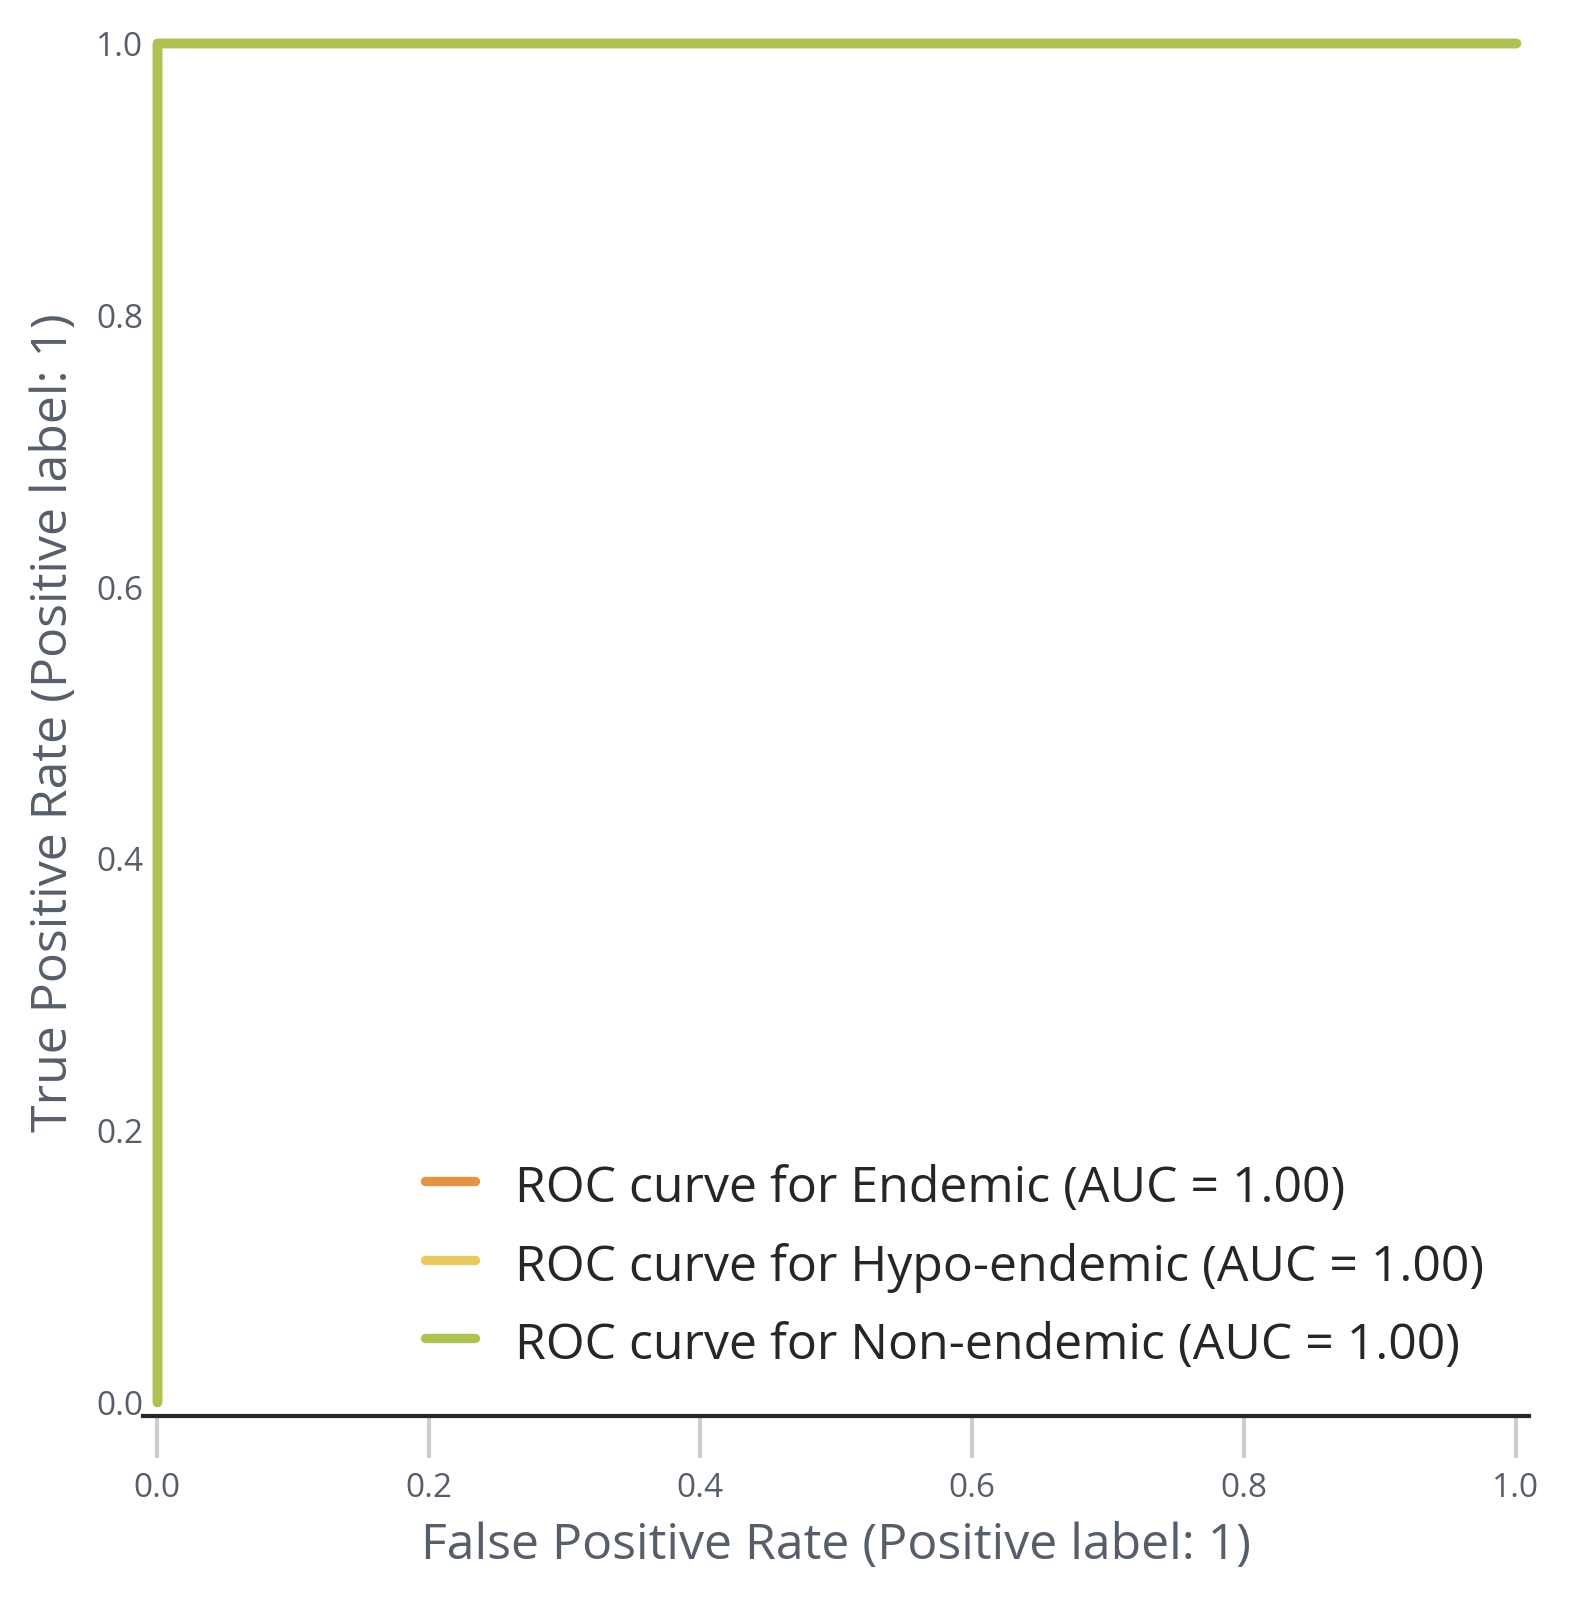 1.0
0.8
0.6
0.4
0.2
0.0
True Positive Rate (Positive label: 1)
ROC curve for Endemic (AUC = 1.00)
ROC curve for Hypo-endemic (AUC = 1.00)
ROC curve for Non-endemic (AUC = 1.00)
0.0 0.2 0.4 0.6 0.8 1.0
False Positive Rate (Positive label: 1)